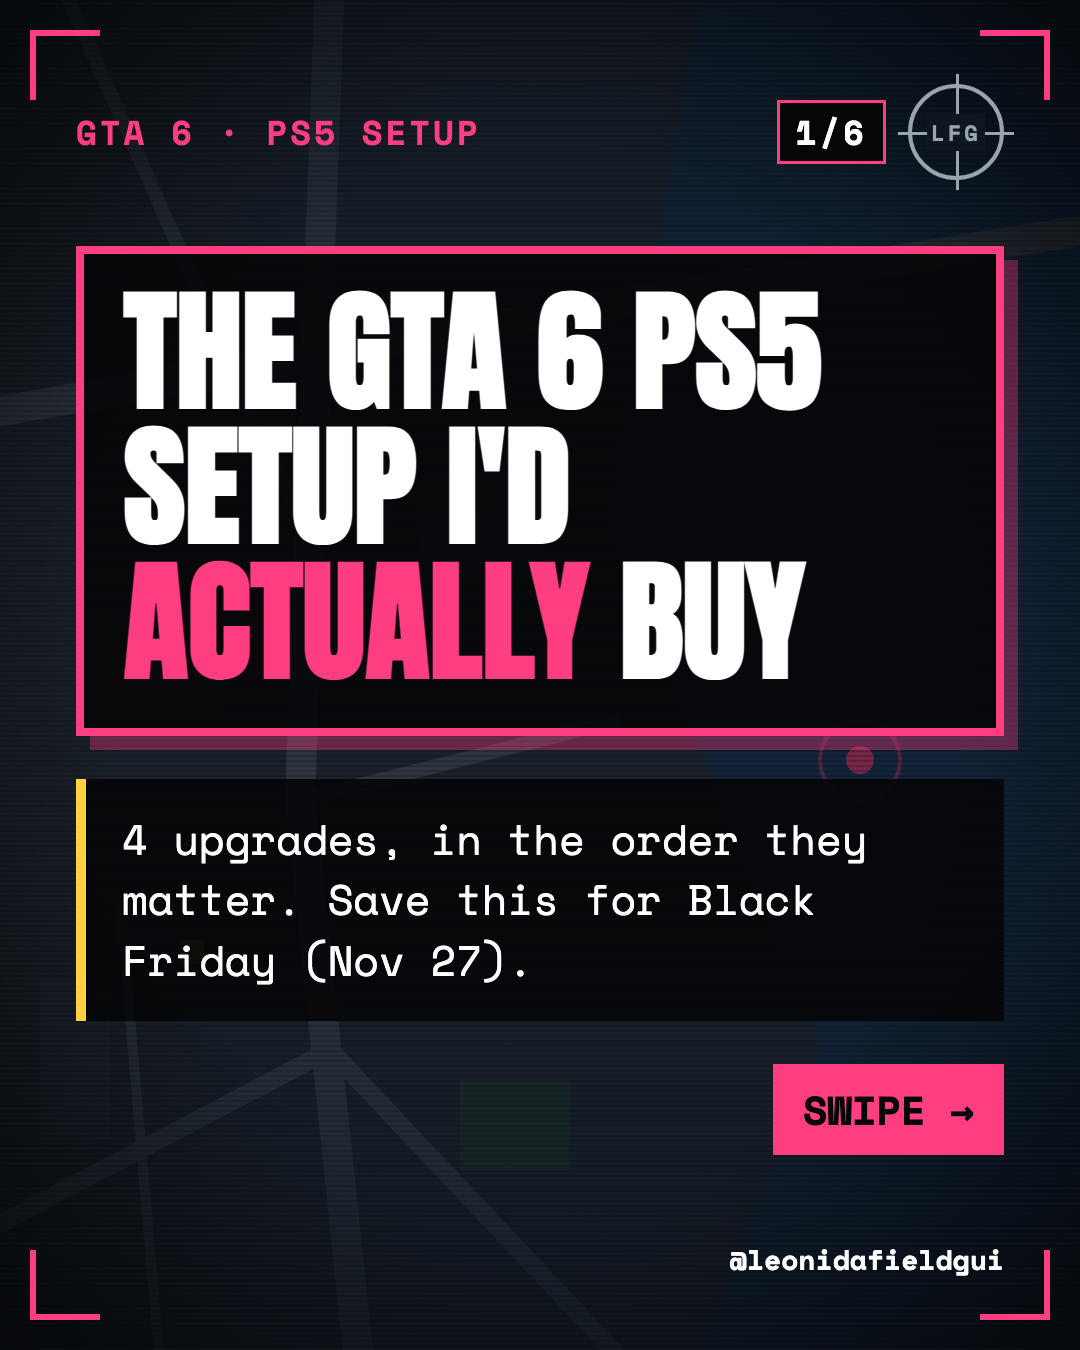 GTA 6 · PS5 SETUP
1/6
LFG
THE GTA 6 PS5
SETUP I'D
ACTUALLY BUY
4 upgrades, in the order they
matter. Save this for Black
Friday (Nov 27).
SWIPE →
@leonidafieldgui